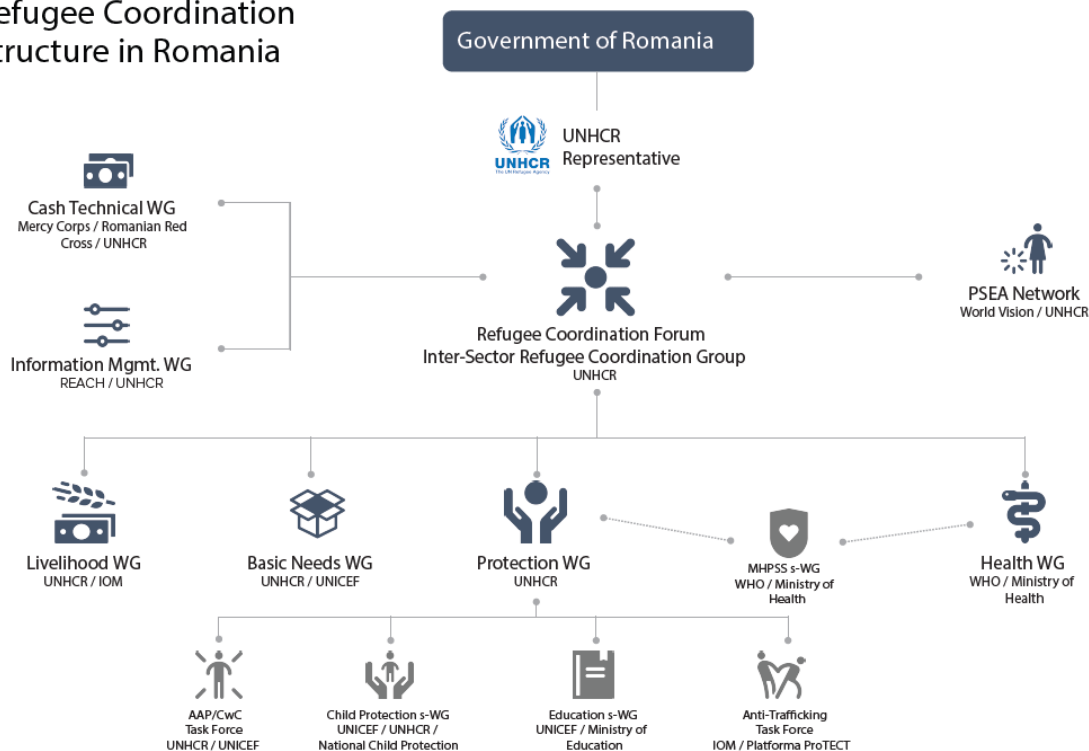 efugee Coordination
tructure in Romania
Government of Romania
UNHCR
The UN Refugee Agency
UNHCR
Representative
Cash Technical WG
Mercy Corps / Romanian Red
Cross / UNHCR
PSEA Network
World Vision / UNHCR
Refugee Coordination Forum
Inter-Sector Refugee Coordination Group
UNHCR
Information Mgmt. WG
REACH / UNHCR
Livelihood WG
UNHCR / IOM
Basic Needs WG
UNHCR / UNICEF
Protection WG
UNHCR
MHPSS s-WG
WHO / Ministry of
Health
Health WG
WHO / Ministry of
Health
AAP/CwC
Task Force
UNHCR / UNICEF
Child Protection s-WG
UNICEF / UNHCR /
National Child Protection
Education s-WG
UNICEF / Ministry of
Education
Anti-Trafficking
Task Force
IOM / Platforma ProTECT